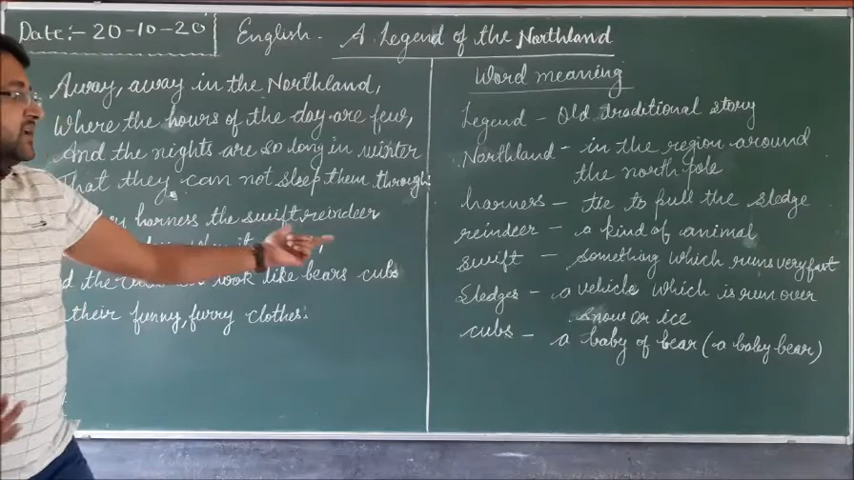 Date:- 20-10-20
English. A Legend of the Northland
Away, away in the Northland,
Where the hours of the day are few,
And the nights are so long in winter
That they can not sleep them through:
harness the swift reindeer
look like bears cubs
their funny, furry clothes:
Word meaning
Legend - Old traditional story
Northland - in the region around
the north pole
harness - tie to pull the sledge
reindeer - a kind of animal
swift - something which runs very fast
Sledges - a vehicle which is run over
snow or ice
cubs - a baby of bear (a baby bear)